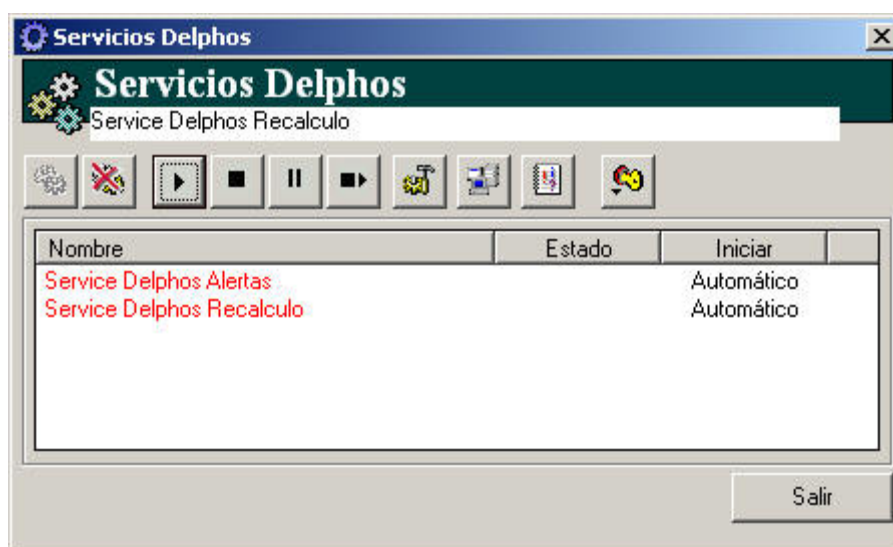 Servicios Delphos
Servicios Delphos
Service Delphos Recalculo
Nombre Estado Iniciar
Service Delphos Alertas Automático
Service Delphos Recalculo Automático
Salir